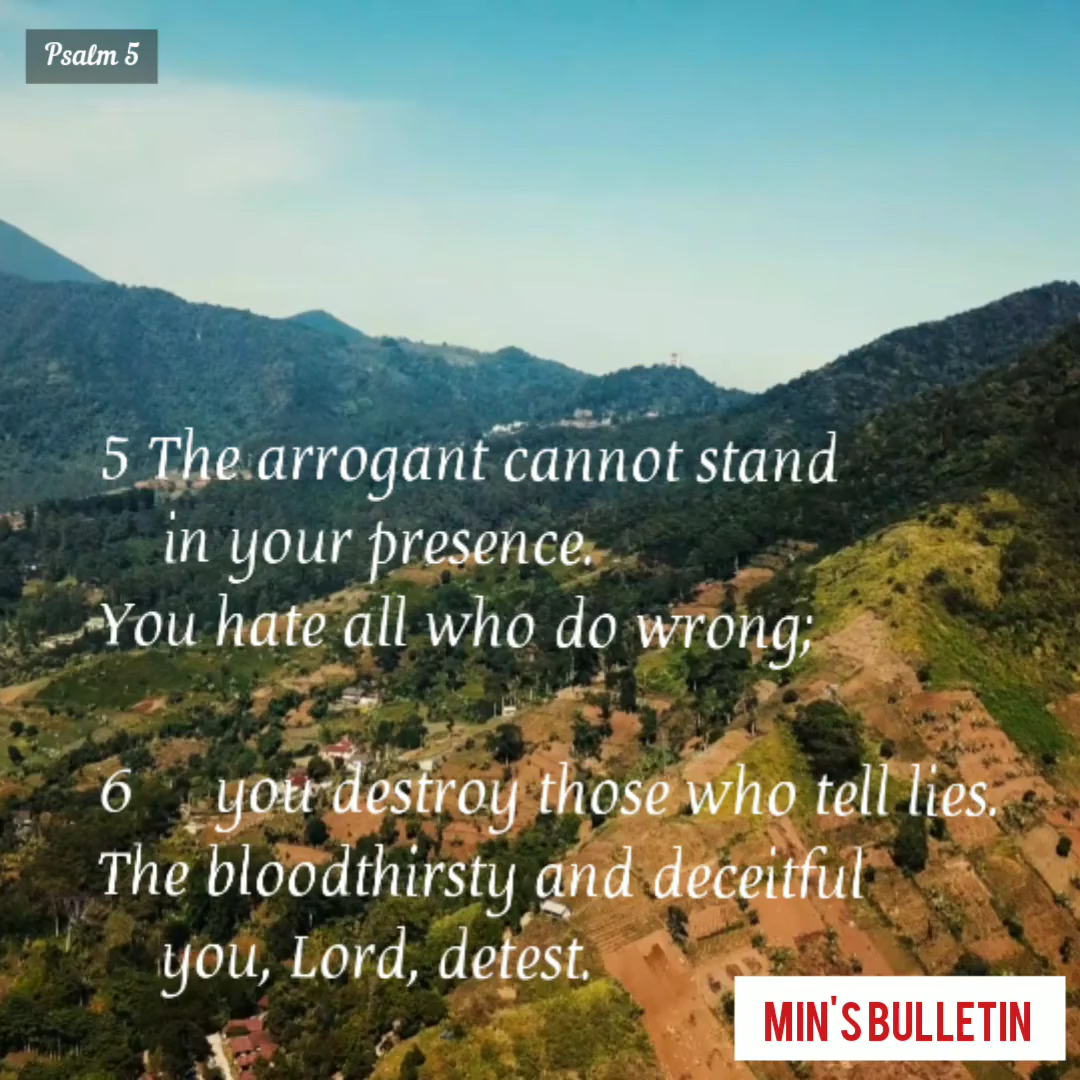 Psalm 5
5 The arrogant cannot stand
in your presence.
You hate all who do wrong;
6 you destroy those who tell lies.
The bloodthirsty and deceitful
you, Lord, detest.
MIN'S BULLETIN